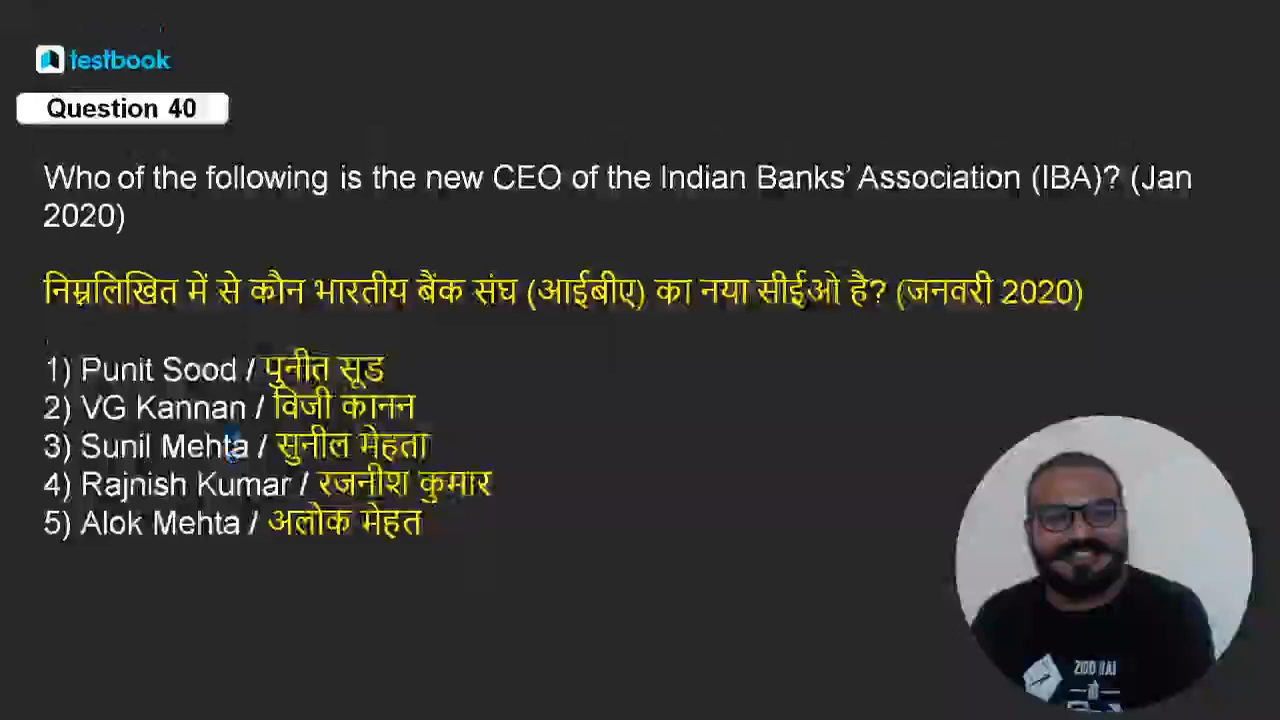 testbook
Question 40
Who of the following is the new CEO of the Indian Banks' Association (IBA)? (Jan
2020)
निम्नलिखित में से कौन भारतीय बैंक संघ (आईबीए) का नया सीईओ है? (जनवरी 2020)
1) Punit Sood / पुनीत सूड
2) VG Kannan / विजी कानन
3) Sunil Mehta / सुनील मेहता
4) Rajnish Kumar / रजनीश कुमार
5) Alok Mehta / अलोक मेहत
ZIDD HAI
तो